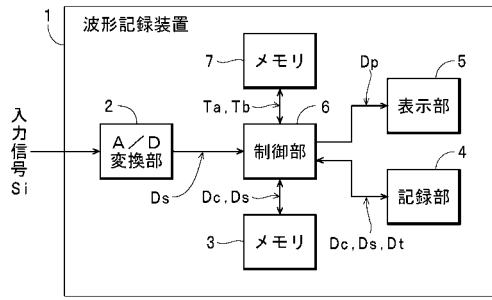 1
波形記録装置
7
メモリ
Ta,Tb
6
Dp
5
表示部
2
A/D
変換部
制御部
入力信号Si
Ds
Dc,Ds
4
記録部
3
メモリ
Dc,Ds,Dt